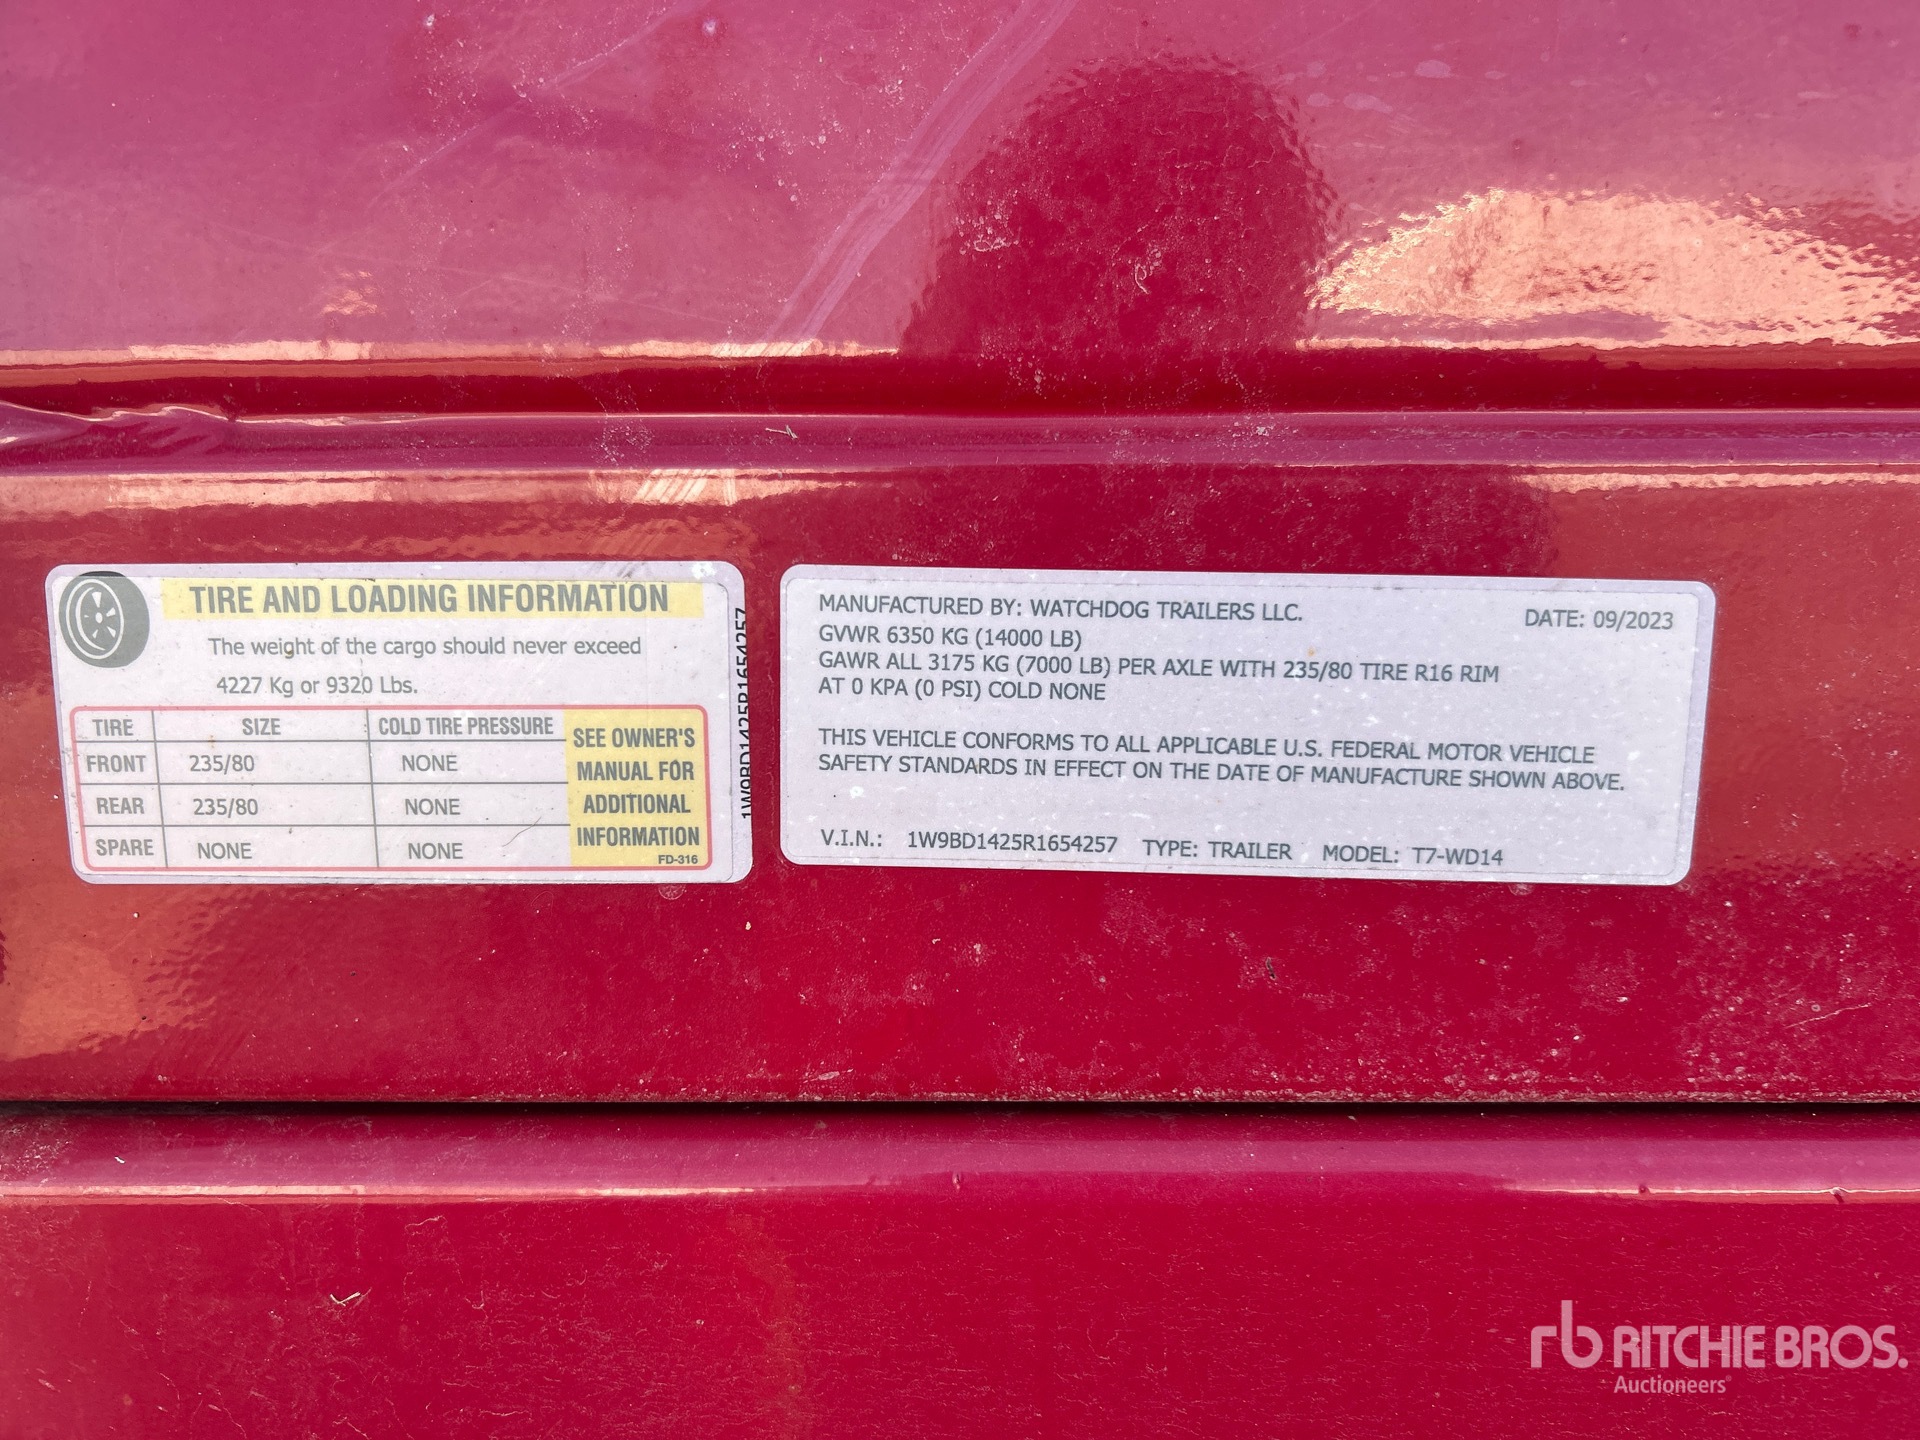 TIRE AND LOADING INFORMATION
The weight of the cargo should never exceed
4227 Kg or 9320 Lbs.
TIRE SIZE COLD TIRE PRESSURE
FRONT 235/80 NONE
REAR 235/80 NONE
SPARE NONE NONE
SEE OWNER'S
MANUAL FOR
ADDITIONAL
INFORMATION
FD-316
1W9BD1425R1654257
MANUFACTURED BY: WATCHDOG TRAILERS LLC. DATE: 09/2023
GVWR 6350 KG (14000 LB)
GAWR ALL 3175 KG (7000 LB) PER AXLE WITH 235/80 TIRE R16 RIM
AT 0 KPA (0 PSI) COLD NONE
THIS VEHICLE CONFORMS TO ALL APPLICABLE U.S. FEDERAL MOTOR VEHICLE
SAFETY STANDARDS IN EFFECT ON THE DATE OF MANUFACTURE SHOWN ABOVE.
V.I.N.: 1W9BD1425R1654257 TYPE: TRAILER MODEL: T7-WD14
rb RITCHIE BROS.
Auctioneers